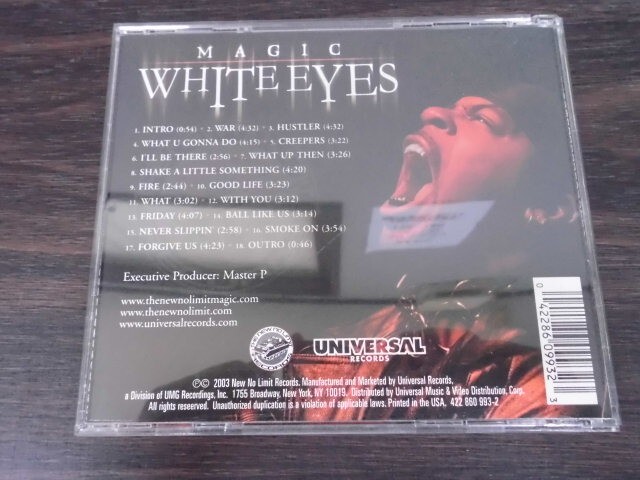 MAGIC
WHITE EYES
1. INTRO (0:54) • 2. WAR (4:32) • 3. HUSTLER (4:32)
4. WHAT U GONNA DO (4:15) • 5. CREEPERS (3:22)
6. I'LL BE THERE (2:56) • 7. WHAT UP THEN (3:26)
8. SHAKE A LITTLE SOMETHING (4:20)
9. FIRE (2:44) • 10. GOOD LIFE (3:23)
11. WHAT (3:02) • 12. WITH YOU (3:12)
13. FRIDAY (4:07) • 14. BALL LIKE US (3:14)
15. NEVER SLIPPIN' (2:58) • 16. SMOKE ON (3:54)
17. FORGIVE US (4:23) • 18. OUTRO (0:46)
Executive Producer: Master P
www.thenewnolimitmagic.com
www.thenewnolimit.com
www.universalrecords.com
UNIVERSAL
RECORDS
℗© 2003 New No Limit Records. Manufactured and Marketed by Universal Records,
a Division of UMG Recordings, Inc. 1755 Broadway, New York, NY 10019. Distributed by Universal Music & Video Distribution, Corp.
All rights reserved. Unauthorized duplication is a violation of applicable laws. Printed in the USA. 422 860 993-2
0 42286 09932 3